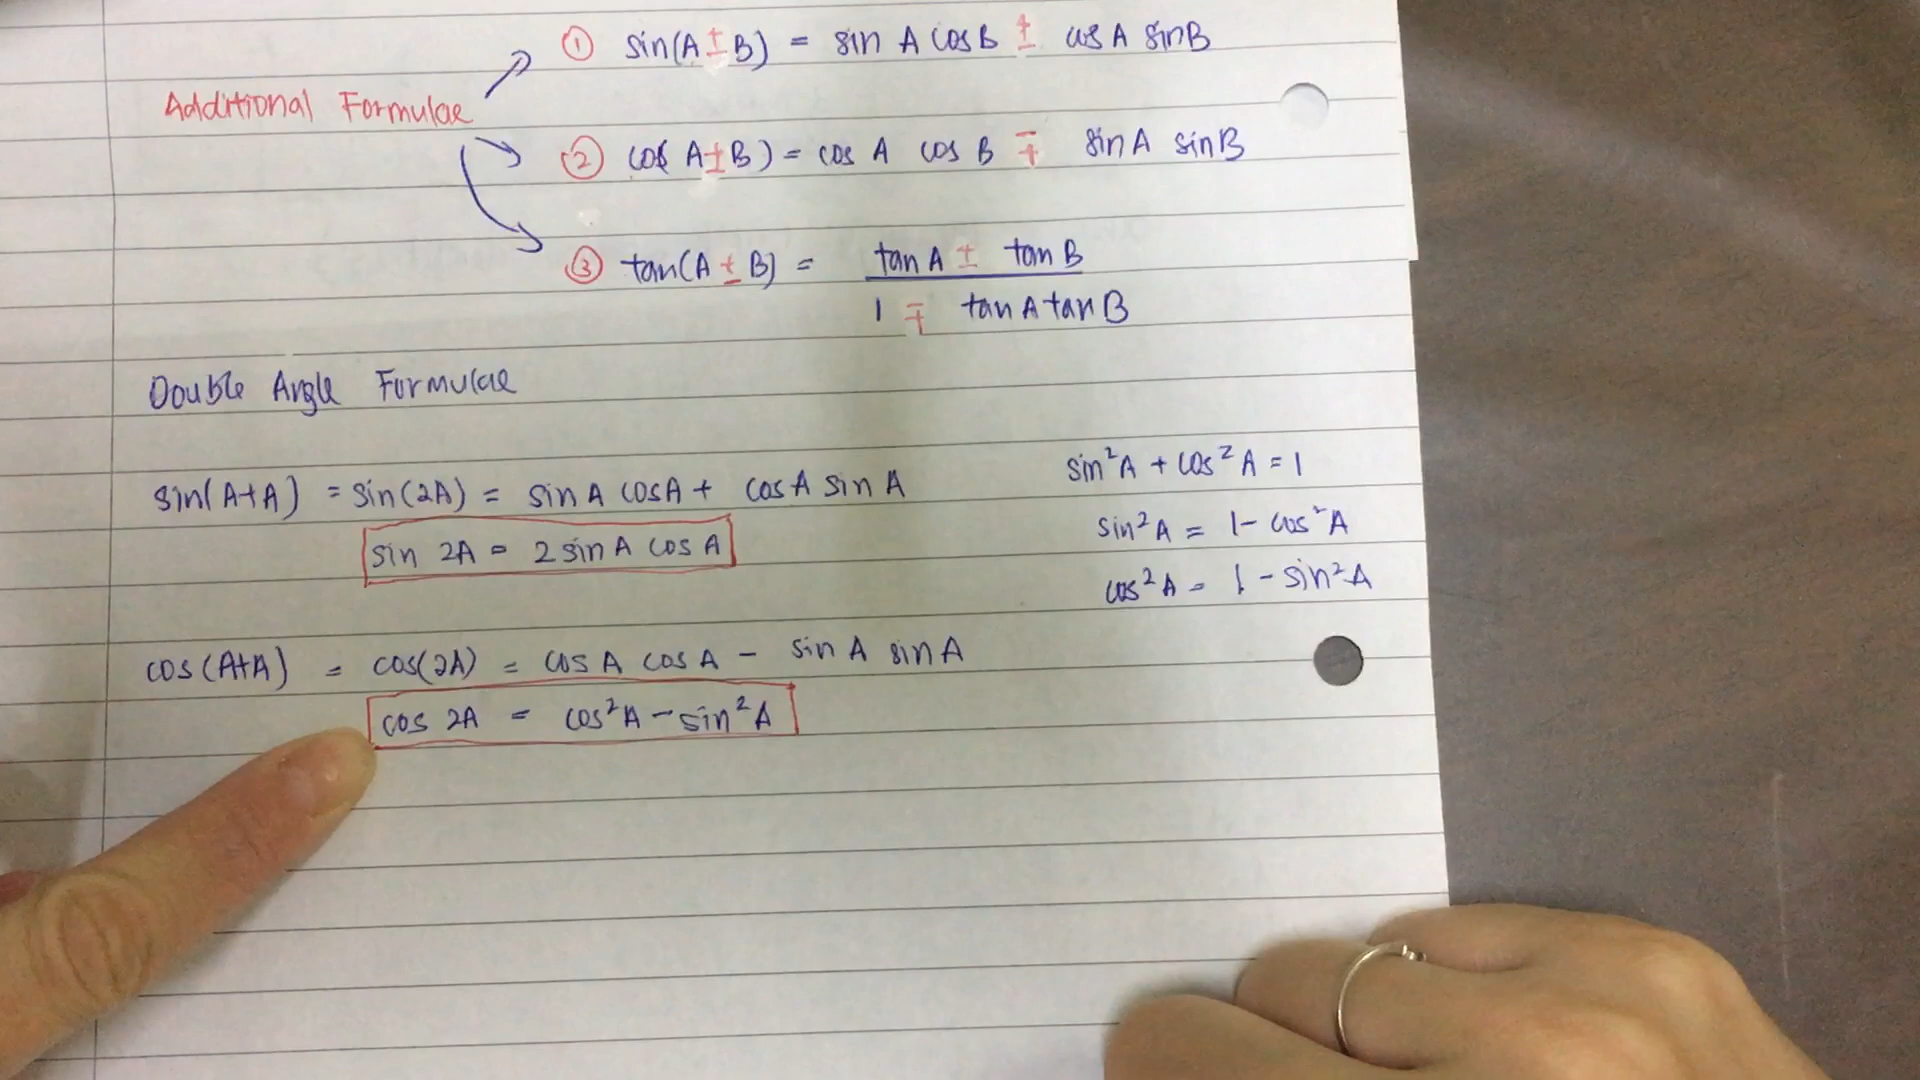 ① sin(A ± B) = sin A cos B ± cos A sin B
Additional Formulae
② cos(A ± B) = cos A cos B ∓ sin A sin B
③ tan(A ± B) = tan A ± tan B
1 ∓ tan A tan B
Double Angle Formulae
sin(A+A) = sin(2A) = sin A cos A + cos A sin A
sin 2A = 2 sin A cos A
sin²A + cos²A = 1
sin²A = 1 - cos²A
cos²A = 1 - sin²A
cos(A+A) = cos(2A) = cos A cos A - sin A sin A
cos 2A = cos²A - sin²A